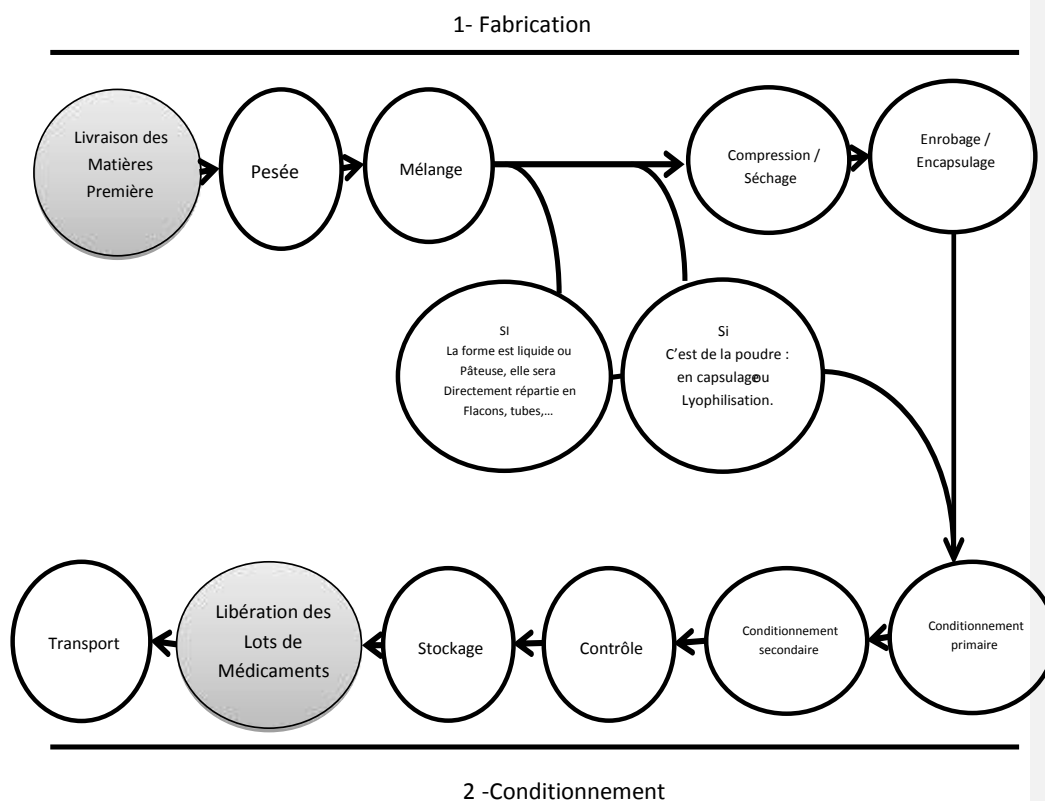 1- Fabrication
Livraison des
Matières
Première
Pesée
Mélange
Compression /
Séchage
Enrobage /
Encapsulage
SI
La forme est liquide ou
Pâteuse, elle sera
Directement répartie en
Flacons, tubes,...
Si
C'est de la poudre :
en capsulageou
Lyophilisation.
Transport
Libération des
Lots de
Médicaments
Stockage
Contrôle
Conditionnement
secondaire
Conditionnement
primaire
2 -Conditionnement